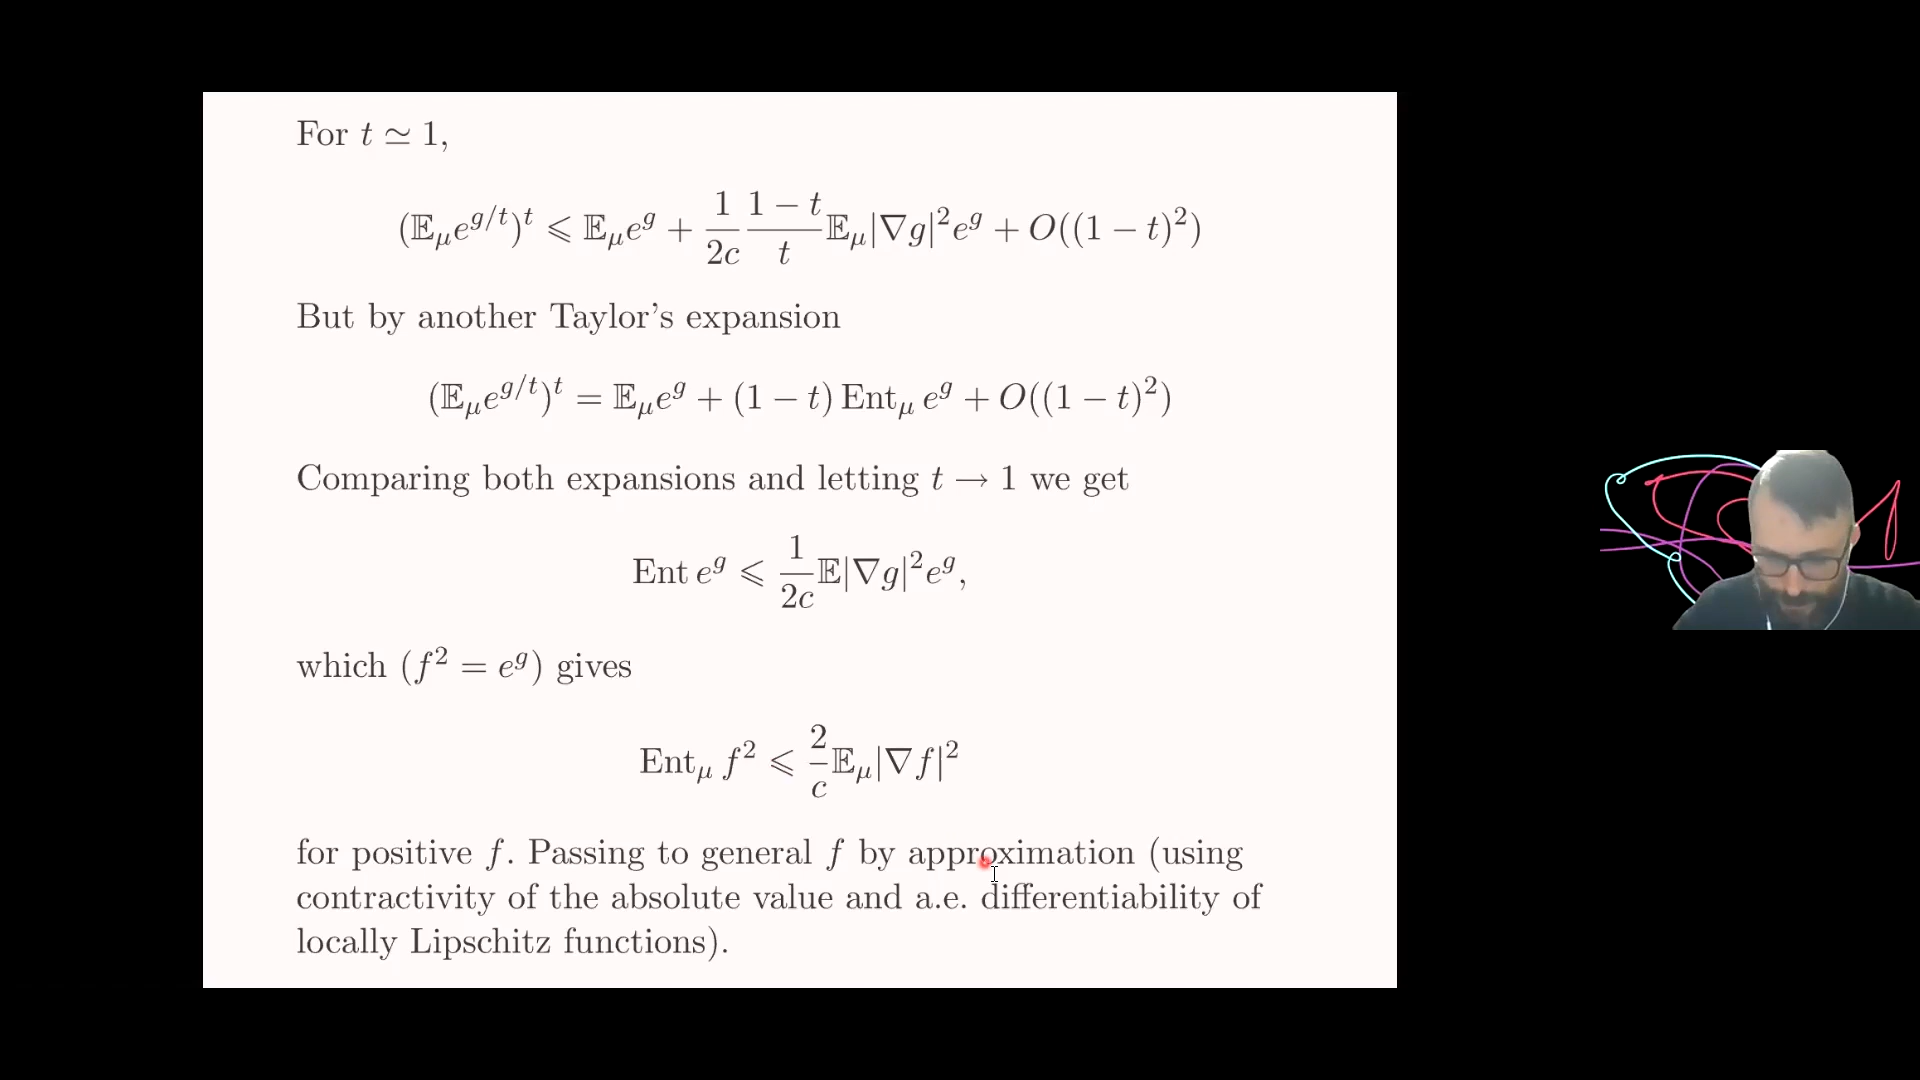 For t ≃ 1,
(𝔼_μ e^{g/t})^t ⩽ 𝔼_μ e^g + \frac{1}{2c} \frac{1 − t}{t} 𝔼_μ |∇g|^2 e^g + O((1 − t)^2)
But by another Taylor's expansion
(𝔼_μ e^{g/t})^t = 𝔼_μ e^g + (1 − t) Ent_μ e^g + O((1 − t)^2)
Comparing both expansions and letting t → 1 we get
Ent e^g ⩽ \frac{1}{2c} 𝔼|∇g|^2 e^g,
which (f^2 = e^g) gives
Ent_μ f^2 ⩽ \frac{2}{c} 𝔼_μ |∇f|^2
for positive f. Passing to general f by approximation (using
contractivity of the absolute value and a.e. differentiability of
locally Lipschitz functions).